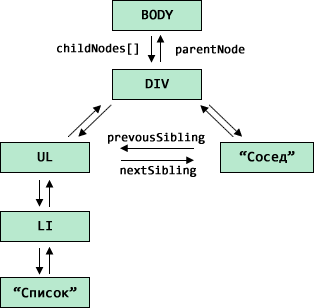 BODY
childNodes[] parentNode
DIV
prevousSibling
UL “Сосед”
nextSibling
LI
“Список”